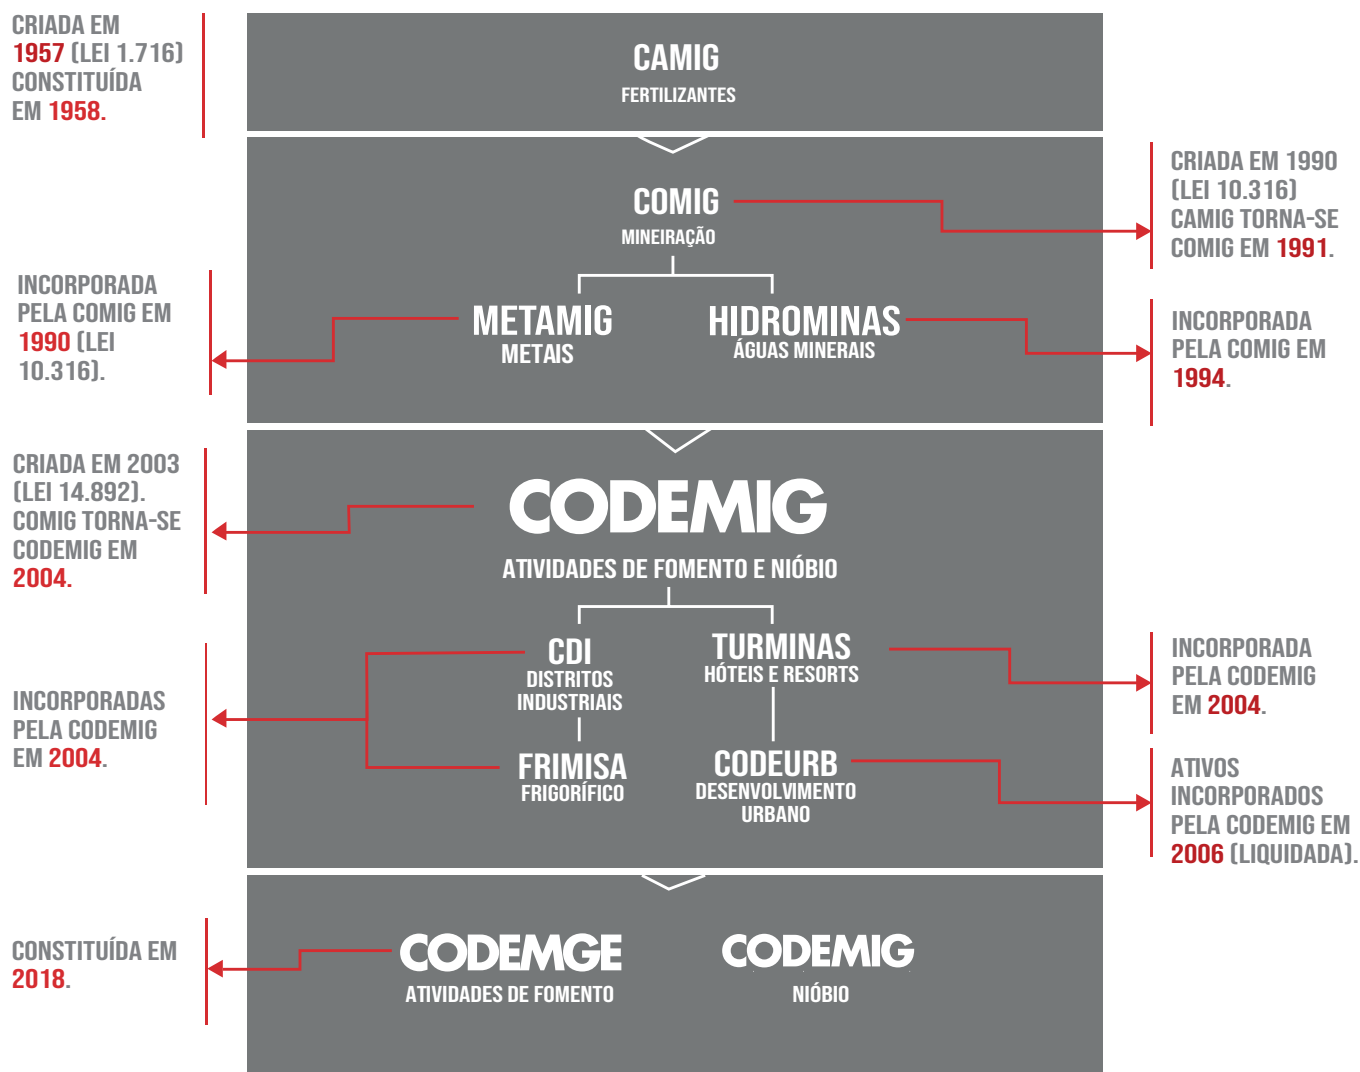 CRIADA EM
1957 (LEI 1.716)
CONSTITUÍDA
EM 1958.
CAMIG
FERTILIZANTES
COMIG
MINEIRAÇÃO
CRIADA EM 1990
(LEI 10.316)
CAMIG TORNA-SE
COMIG EM 1991.
INCORPORADA
PELA COMIG EM
1990 (LEI
10.316).
METAMIG
METAIS
HIDROMINAS
ÁGUAS MINERAIS
INCORPORADA
PELA COMIG EM
1994.
CRIADA EM 2003
(LEI 14.892).
COMIG TORNA-SE
CODEMIG EM
2004.
CODEMIG
ATIVIDADES DE FOMENTO E NIÓBIO
CDI
DISTRITOS
INDUSTRIAIS
TURMINAS
HÓTEIS E RESORTS
INCORPORADA
PELA CODEMIG
EM 2004.
INCORPORADAS
PELA CODEMIG
EM 2004.
FRIMISA
FRIGORÍFICO
CODEURB
DESENVOLVIMENTO
URBANO
ATIVOS
INCORPORADOS
PELA CODEMIG EM
2006 (LIQUIDADA).
CONSTITUÍDA EM
2018.
CODEMGE
ATIVIDADES DE FOMENTO
CODEMIG
NIÓBIO